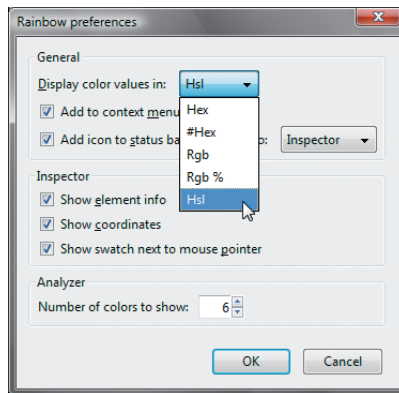 Rainbow preferences
General
Display color values in: Hsl
Hex
Add to context menu
#Hex
Add icon to status ba o: Inspector
Rgb
Rgb %
Inspector
Hsl
Show element info
Show coordinates
Show swatch next to mouse pointer
Analyzer
Number of colors to show: 6
OK Cancel